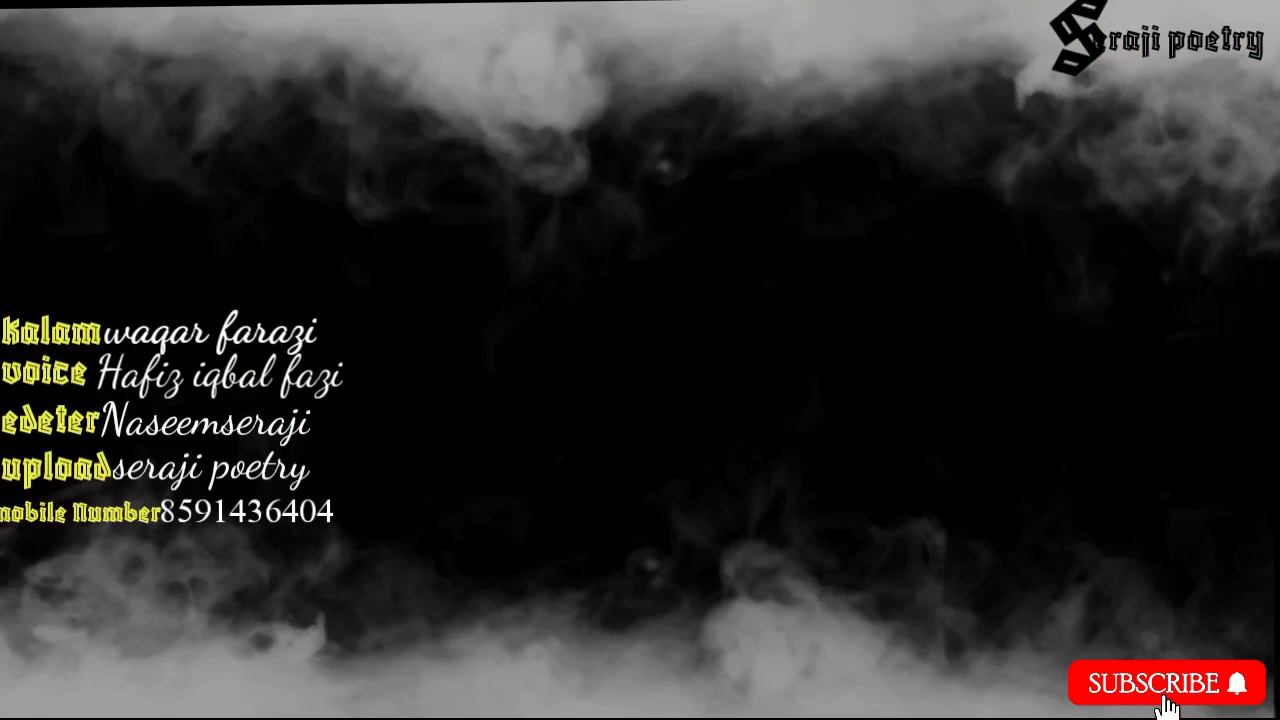 Seraji poetry
Kalam waqar farazi
voice Hafiz iqbal fazi
edeter Naseemseraji
upload seraji poetry
mobile Number 8591436404
SUBSCRIBE